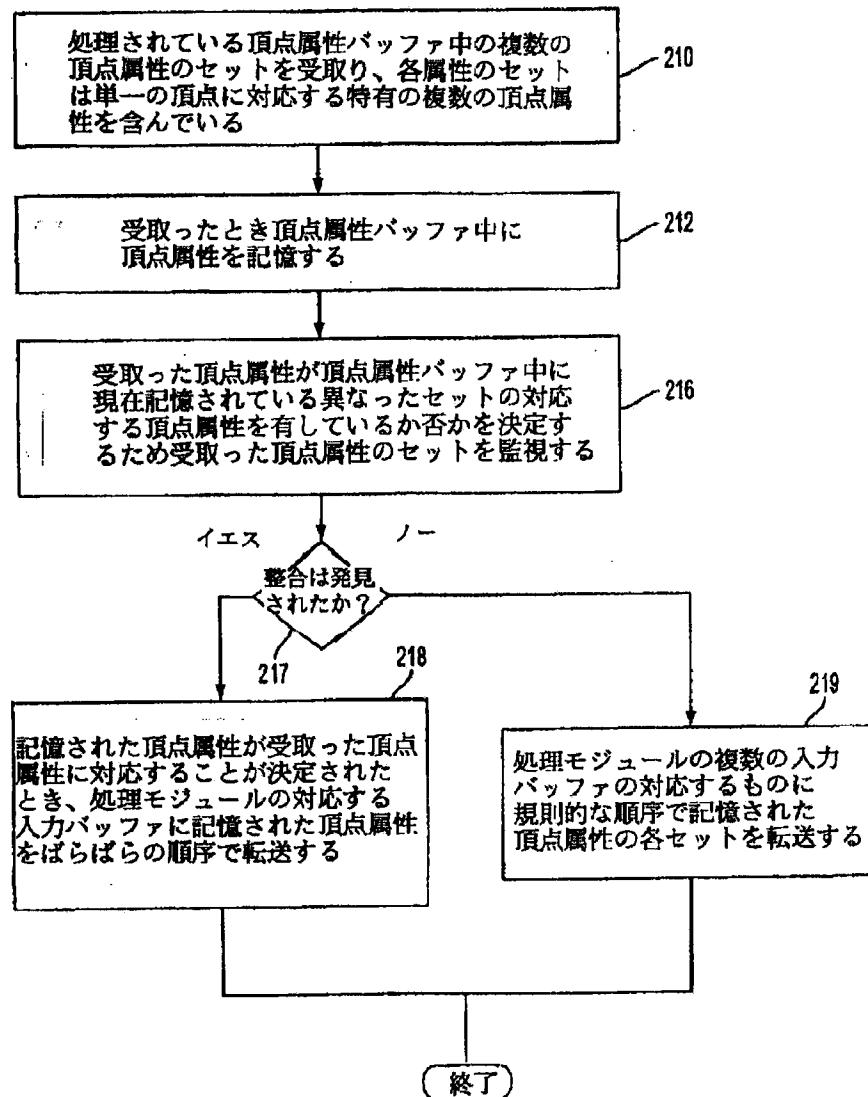 処理されている頂点属性バッファ中の複数の
頂点属性のセットを受取り、各属性のセット
は単一の頂点に対応する特有の複数の頂点属
性を含んでいる
210
受取ったとき頂点属性バッファ中に
頂点属性を記憶する
212
受取った頂点属性が頂点属性バッファ中に
現在記憶されている異なったセットの対応
する頂点属性を有しているか否かを決定す
るため受取った頂点属性のセットを監視する
216
イエス
ノー
整合は発見
されたか？
217
218
記憶された頂点属性が受取った頂点
属性に対応することが決定された
とき、処理モジュールの対応する
入力バッファに記憶された頂点属性
をばらばらの順序で転送する
219
処理モジュールの複数の入力
バッファの対応するものに
規則的な順序で記憶された
頂点属性の各セットを転送する
終了